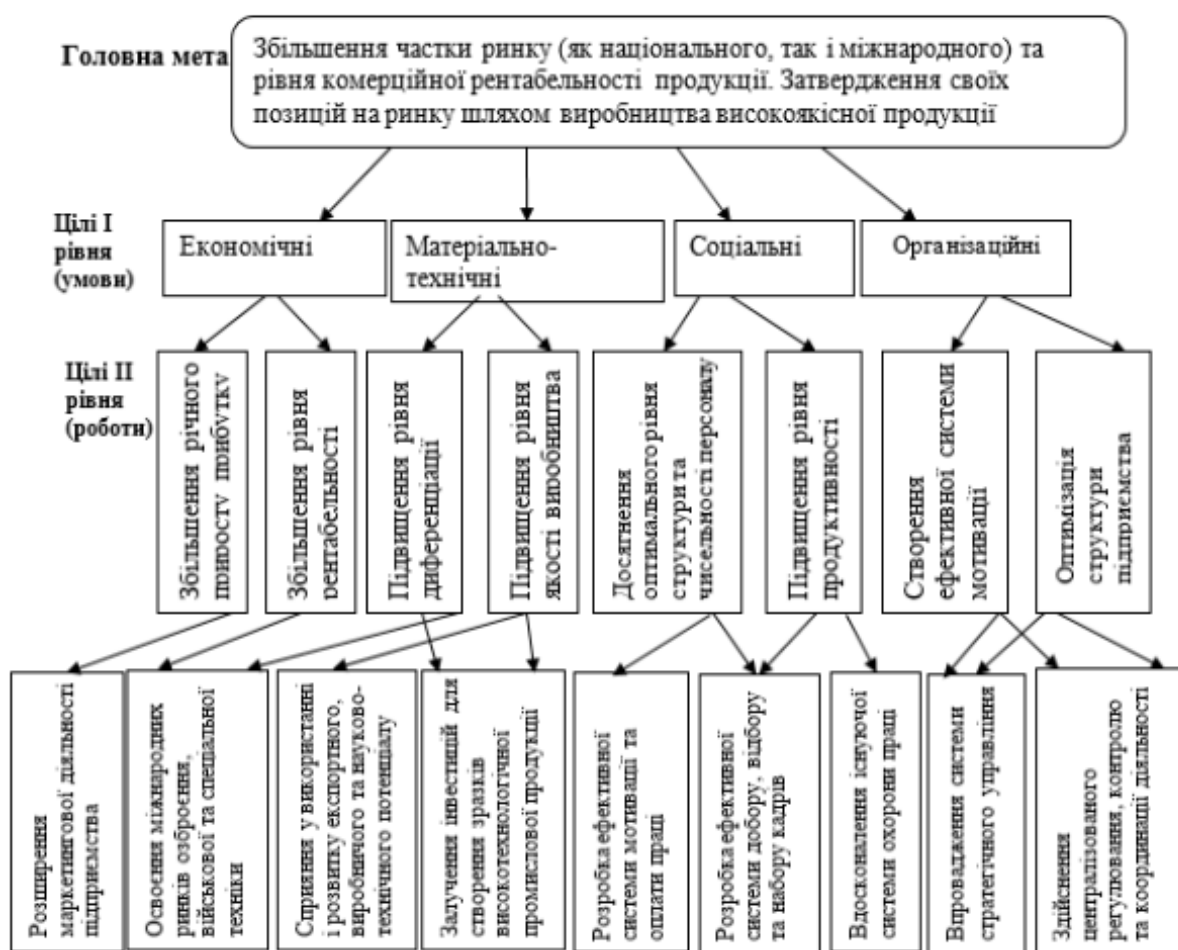 Головна мета
Збільшення частки ринку (як національного, так і міжнародного) та
рівня комерційної рентабельності продукції. Затвердження своїх
позицій на ринку шляхом виробництва високоякісної продукції
Цілі І
рівня
(умови)
Економічні
Матеріально-
технічні
Соціальні
Організаційні
Цілі ІІ
рівня
(роботи)
Збільшення річного
приросту прибутку
Збільшення рівня
рентабельності
Підвищення рівня
диференціації
Підвищення рівня
якості виробництва
Досягнення
оптимального рівня
структури та
чисельності персоналу
Підвищення рівня
продуктивності
Створення
ефективної системи
мотивації
Оптимізація
структури
підприємства
Розширення
маркетингової діяльності
підприємства
Освоєння міжнародних
ринків озброєння,
військової та спеціальної
техніки
Сприяння у використанні
і розвитку експортного,
виробничого та науково-
технічного потенціалу
Залучення інвестицій для
створення зразків
високотехнологічної
промислової продукції
Розробка ефективної
системи мотивації та
оплати праці
Розробка ефективної
системи добору, відбору
та набору кадрів
Вдосконалення існуючої
системи охорони праці
Впровадження системи
стратегічного управління
Здійснення
централізованого
регулювання, контролю
та координації діяльності